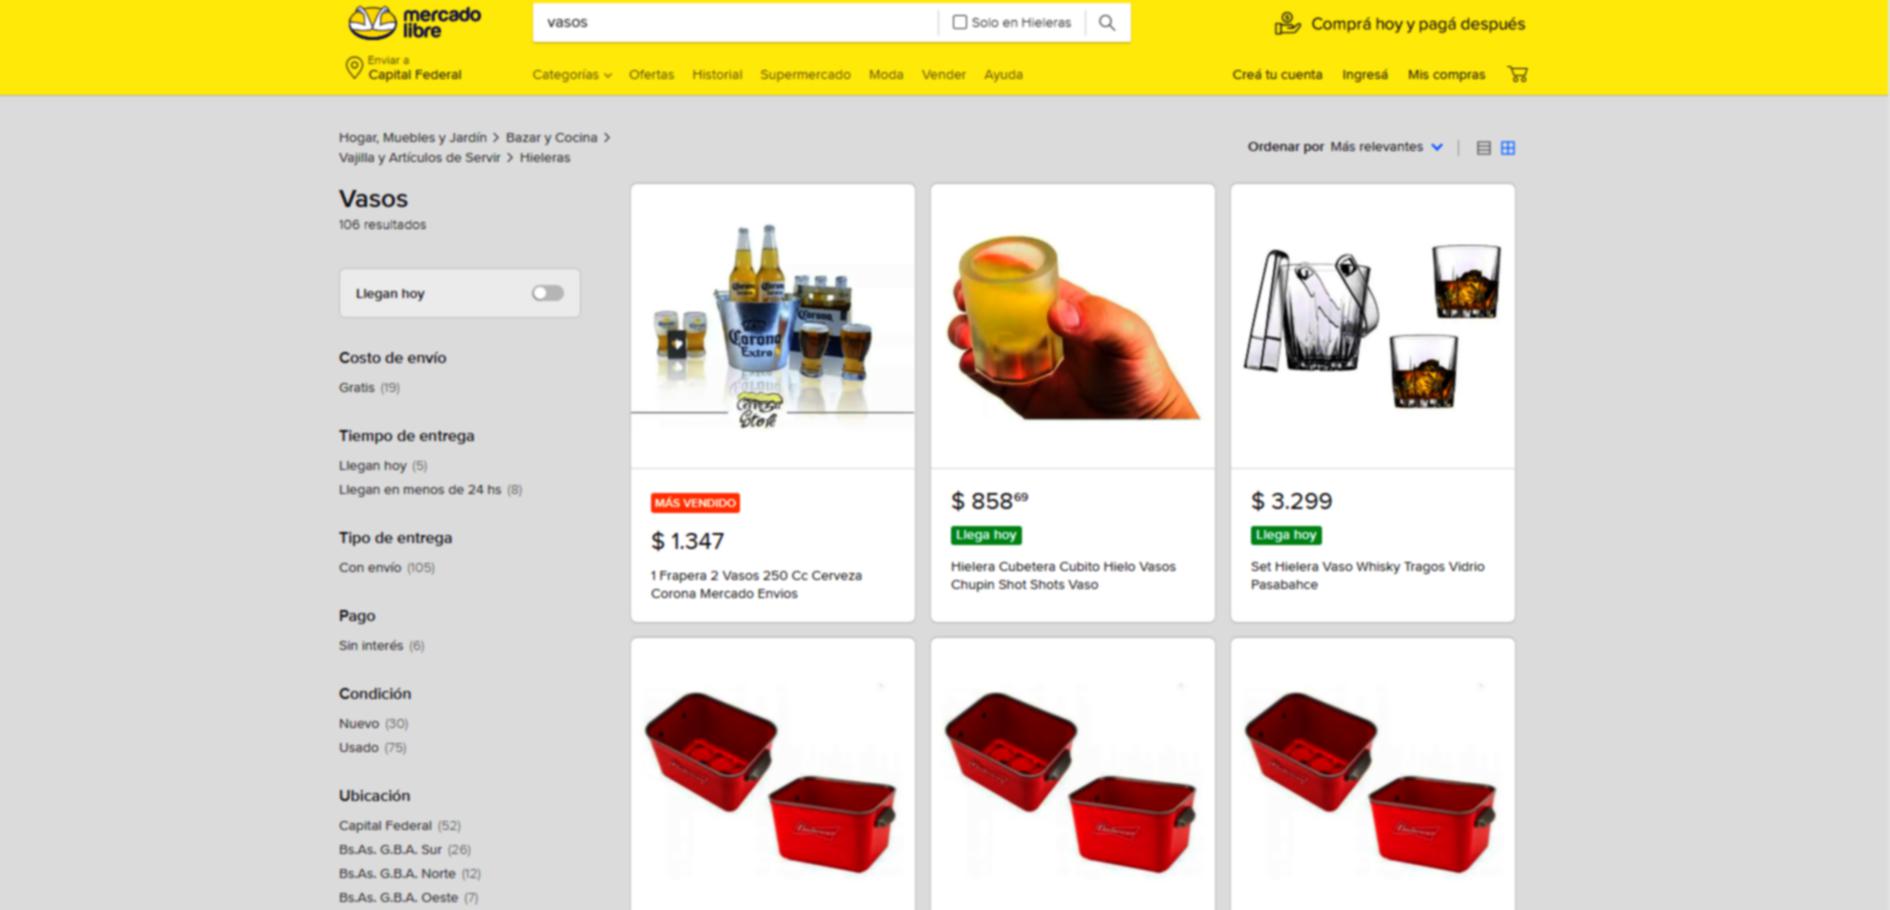 mercado
libre
vasos
Solo en Hieleras
Comprá hoy y pagá después
Enviar a
Capital Federal
Categorías
Ofertas
Historial
Supermercado
Moda
Vender
Ayuda
Creá tu cuenta
Ingresá
Mis compras
Hogar, Muebles y Jardín > Bazar y Cocina >
Vajilla y Artículos de Servir > Hieleras
Ordenar por Más relevantes
Vasos
106 resultados
Llegan hoy
Costo de envío
Gratis (19)
Tiempo de entrega
Llegan hoy (5)
Llegan en menos de 24 hs (8)
Tipo de entrega
Con envío (105)
Pago
Sin interés (6)
Condición
Nuevo (30)
Usado (75)
Ubicación
Capital Federal (52)
Bs.As. G.B.A. Sur (26)
Bs.As. G.B.A. Norte (12)
Bs.As. G.B.A. Oeste (7)
Corona
Corona
Extra
Store
MÁS VENDIDO
$ 1.347
1 Frapera 2 Vasos 250 Cc Cerveza
Corona Mercado Envios
$ 858 69
Llega hoy
Hielera Cubetera Cubito Hielo Vasos
Chupin Shot Shots Vaso
$ 3.299
Llega hoy
Set Hielera Vaso Whisky Tragos Vidrio
Pasabahce
Budweiser
Budweiser
Budweiser